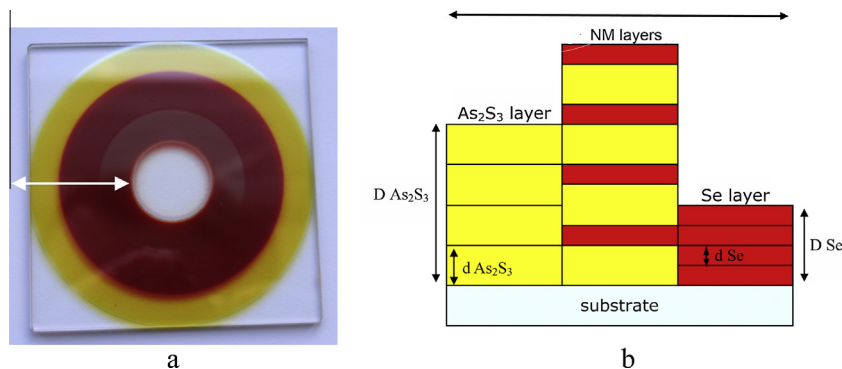 NM layers
As₂S₃ layer
D As₂S₃
Se layer
D Se
d Se
d As₂S₃
substrate
a
b